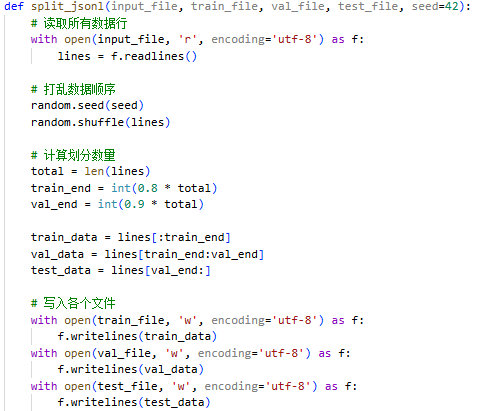 def split_jsonl(input_file, train_file, val_file, test_file, seed=42):
    # 读取所有数据行
    with open(input_file, 'r', encoding='utf-8') as f:
        lines = f.readlines()

    # 打乱数据顺序
    random.seed(seed)
    random.shuffle(lines)

    # 计算划分数量
    total = len(lines)
    train_end = int(0.8 * total)
    val_end = int(0.9 * total)

    train_data = lines[:train_end]
    val_data = lines[train_end:val_end]
    test_data = lines[val_end:]

    # 写入各个文件
    with open(train_file, 'w', encoding='utf-8') as f:
        f.writelines(train_data)
    with open(val_file, 'w', encoding='utf-8') as f:
        f.writelines(val_data)
    with open(test_file, 'w', encoding='utf-8') as f:
        f.writelines(test_data)